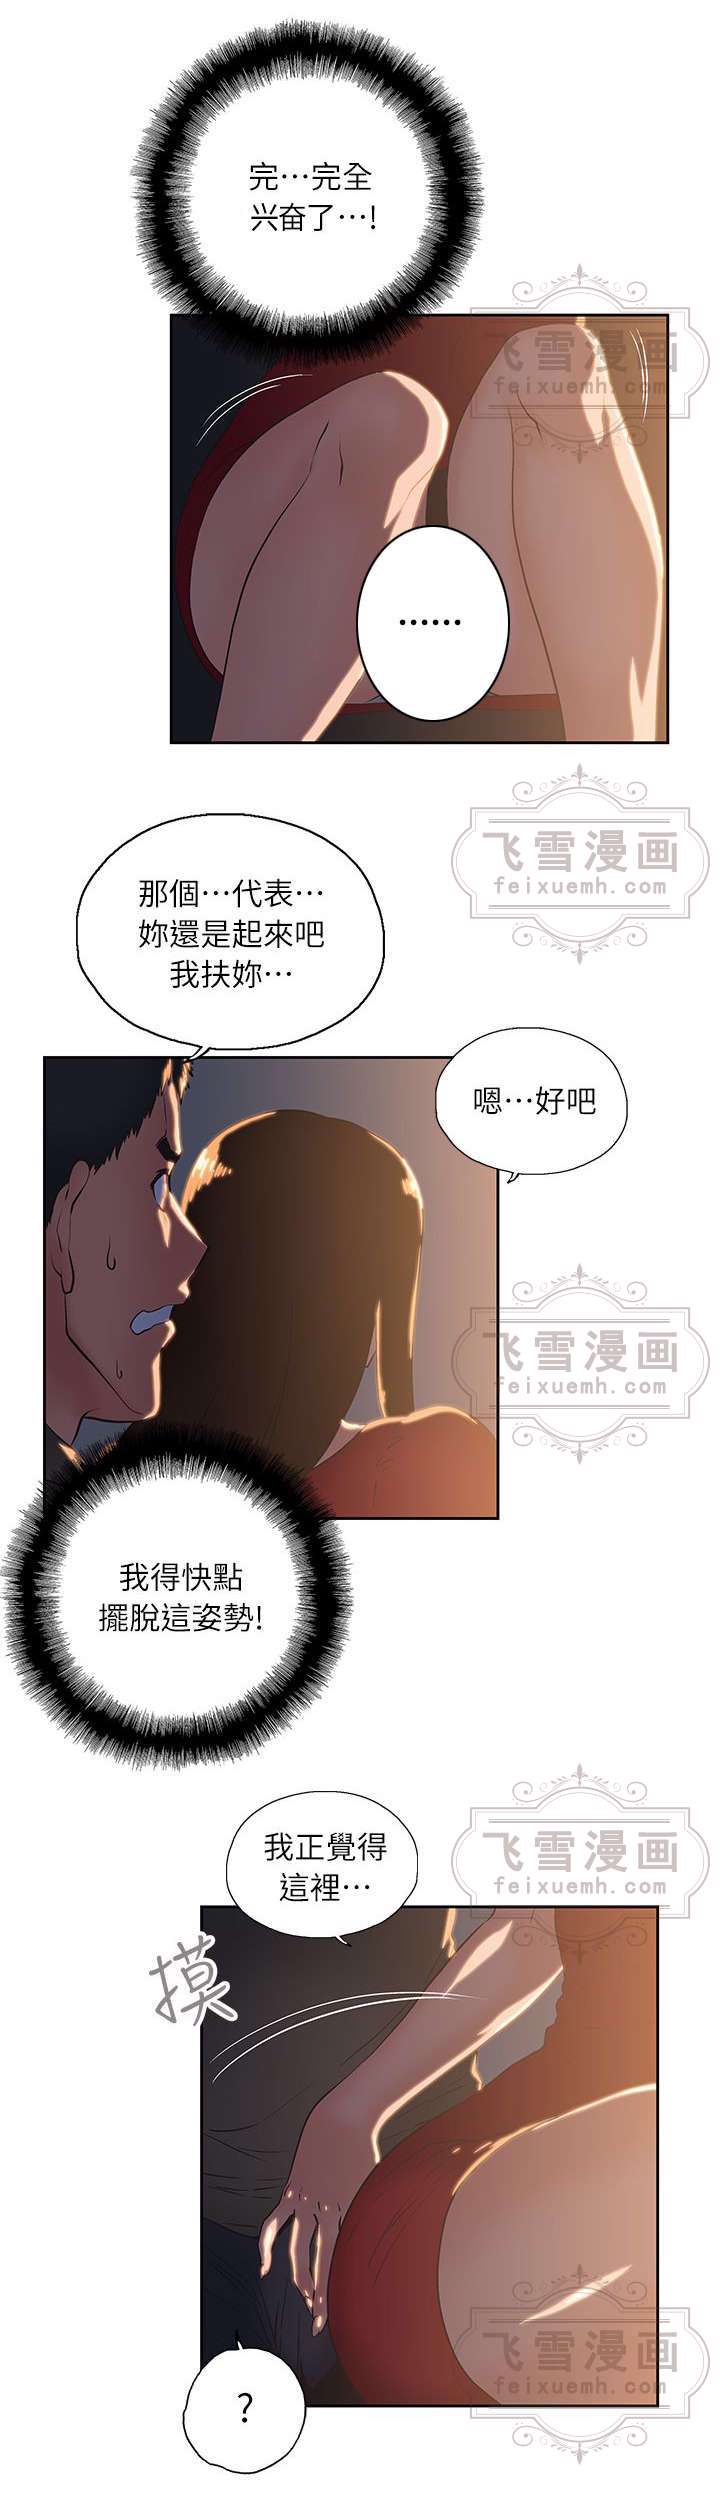 完…完全
兴奋了…!
飞雪漫画
feixuemh.com
……
飞雪漫画
feixuemh.com
那個…代表…
妳還是起來吧
我扶妳…
嗯…好吧
飞雪漫画
feixuemh.com
我得快點
擺脫這姿勢!
飞雪漫画
feixuemh.com
我正覺得
這裡…
摸
飞雪漫画
feixuemh.com
?